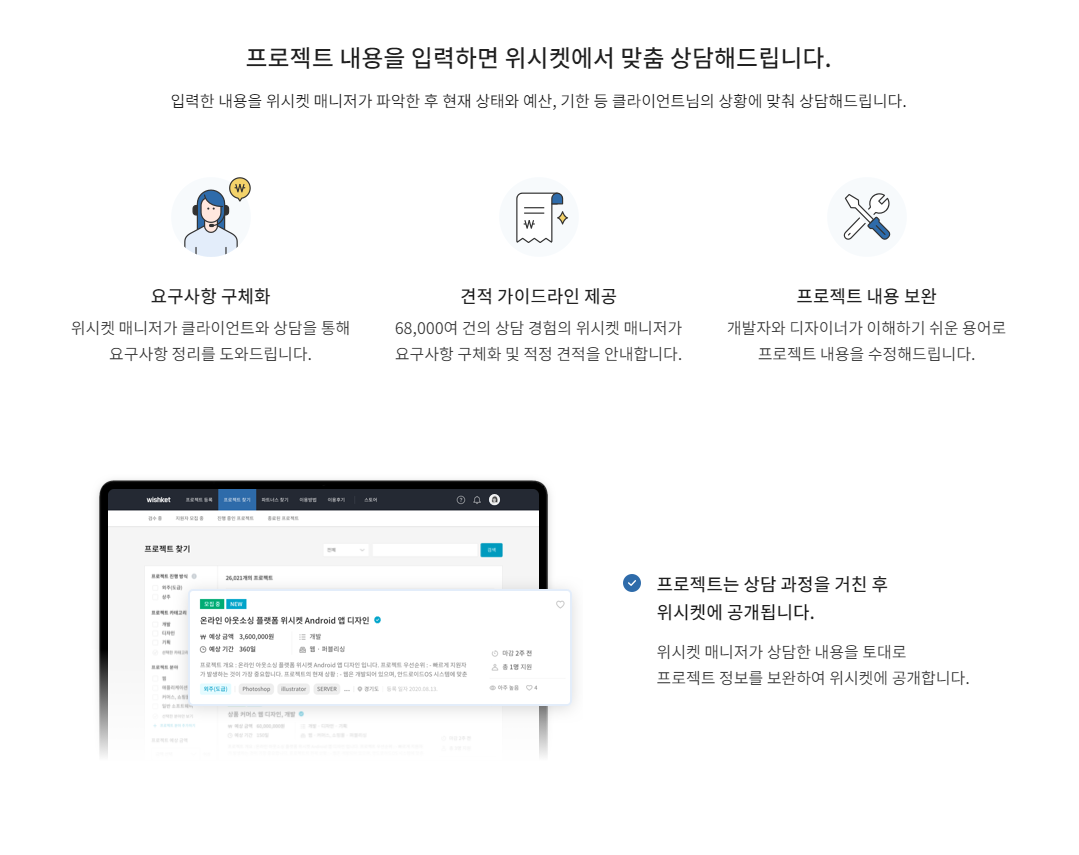 프로젝트 내용을 입력하면 위시켓에서 맞춤 상담해드립니다.
입력한 내용을 위시켓 매니저가 파악한 후 현재 상태와 예산, 기한 등 클라이언트님의 상황에 맞춰 상담해드립니다.
₩
₩
요구사항 구체화
위시켓 매니저가 클라이언트와 상담을 통해
요구사항 정리를 도와드립니다.
견적 가이드라인 제공
68,000여 건의 상담 경험의 위시켓 매니저가
요구사항 구체화 및 적정 견적을 안내합니다.
프로젝트 내용 보완
개발자와 디자이너가 이해하기 쉬운 용어로
프로젝트 내용을 수정해드립니다.
wishket 프로젝트 등록 프로젝트 찾기 파트너스 찾기 이용방법 이용후기 스토어
검수 중 지원자 모집 중 진행 중인 프로젝트 종료된 프로젝트
프로젝트 찾기 전체 검색
프로젝트 진행 방식 26,021개의 프로젝트
외주(도급)
상주
프로젝트 카테고리
개발
디자인
기획
프로젝트 분야
웹
모집 중 NEW
온라인 아웃소싱 플랫폼 위시켓 Android 앱 디자인
₩ 예상 금액 3,600,000원 개발
예상 기간 360일 웹 · 퍼블리싱
프로젝트 개요 : 온라인 아웃소싱 플랫폼 위시켓 Android 앱 디자인 입니다. 프로젝트 우선순위 : - 빠르게 지원자
가 발생하는 것이 가장 중요합니다. 프로젝트의 현재 상황 : - 웹은 개발되어 있으며, 안드로이드OS 시스템에 맞춘
외주(도급) Photoshop illustrator SERVER ... 경기도 등록 일자 2020.08.13.
마감 2주 전
총 1명 지원
아주 높음 4
상품 커머스 웹 디자인, 개발
프로젝트는 상담 과정을 거친 후
위시켓에 공개됩니다.
위시켓 매니저가 상담한 내용을 토대로
프로젝트 정보를 보완하여 위시켓에 공개합니다.